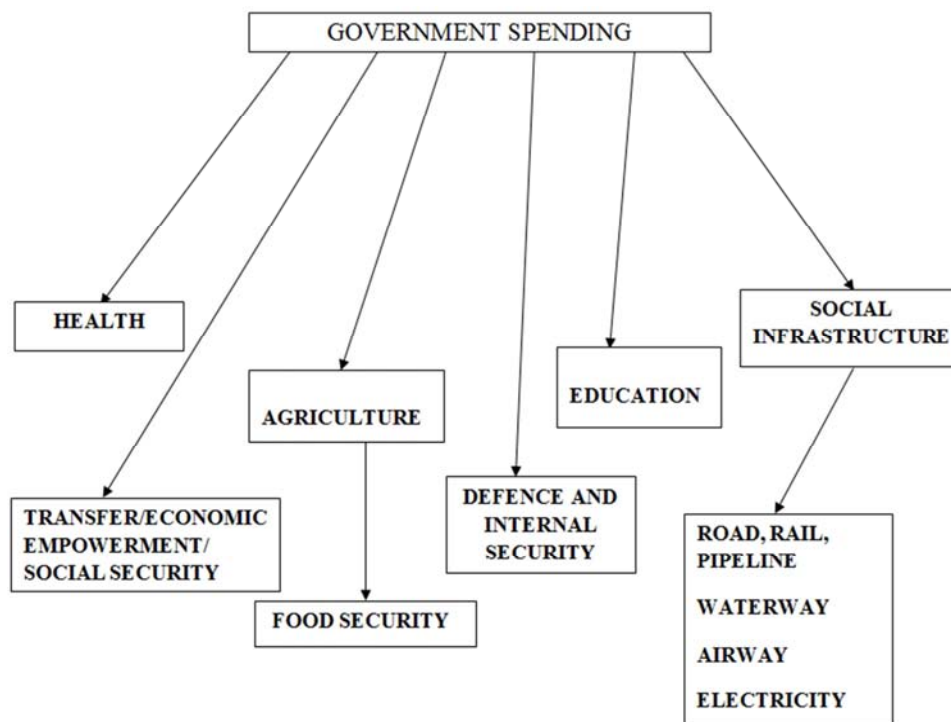 GOVERNMENT SPENDING
HEALTH
SOCIAL
INFRASTRUCTURE
EDUCATION
AGRICULTURE
DEFENCE AND
INTERNAL
SECURITY
TRANSFER/ECONOMIC
EMPOWERMENT/
SOCIAL SECURITY
ROAD, RAIL,
PIPELINE
WATERWAY
AIRWAY
ELECTRICITY
FOOD SECURITY